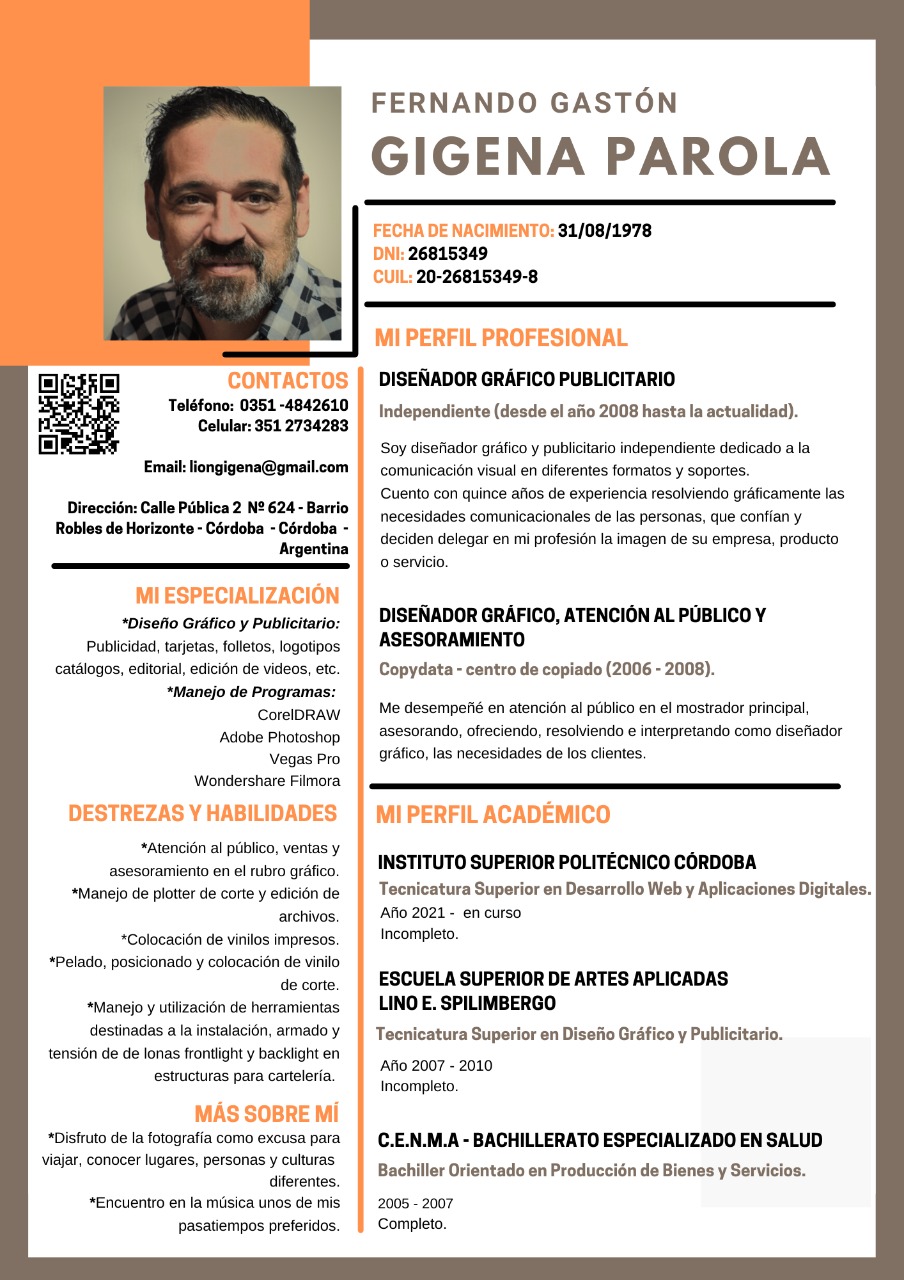 FERNANDO GASTÓN
GIGENA PAROLA
FECHA DE NACIMIENTO: 31/08/1978
DNI: 26815349
CUIL: 20-26815349-8
CONTACTOS
Teléfono: 0351 -4842610
Celular: 351 2734283
Email: liongigena@gmail.com
Dirección: Calle Pública 2 Nº 624 - Barrio
Robles de Horizonte - Córdoba - Córdoba -
Argentina
MI ESPECIALIZACIÓN
*Diseño Gráfico y Publicitario:
Publicidad, tarjetas, folletos, logotipos
catálogos, editorial, edición de videos, etc.
*Manejo de Programas:
CorelDRAW
Adobe Photoshop
Vegas Pro
Wondershare Filmora
DESTREZAS Y HABILIDADES
*Atención al público, ventas y
asesoramiento en el rubro gráfico.
*Manejo de plotter de corte y edición de
archivos.
*Colocación de vinilos impresos.
*Pelado, posicionado y colocación de vinilo
de corte.
*Manejo y utilización de herramientas
destinadas a la instalación, armado y
tensión de de lonas frontlight y backlight en
estructuras para cartelería.
MÁS SOBRE MÍ
*Disfruto de la fotografía como excusa para
viajar, conocer lugares, personas y culturas
diferentes.
*Encuentro en la música unos de mis
pasatiempos preferidos.
MI PERFIL PROFESIONAL
DISEÑADOR GRÁFICO PUBLICITARIO
Independiente (desde el año 2008 hasta la actualidad).
Soy diseñador gráfico y publicitario independiente dedicado a la
comunicación visual en diferentes formatos y soportes.
Cuento con quince años de experiencia resolviendo gráficamente las
necesidades comunicacionales de las personas, que confían y
deciden delegar en mi profesión la imagen de su empresa, producto
o servicio.
DISEÑADOR GRÁFICO, ATENCIÓN AL PÚBLICO Y
ASESORAMIENTO
Copydata - centro de copiado (2006 - 2008).
Me desempeñé en atención al público en el mostrador principal,
asesorando, ofreciendo, resolviendo e interpretando como diseñador
gráfico, las necesidades de los clientes.
MI PERFIL ACADÉMICO
INSTITUTO SUPERIOR POLITÉCNICO CÓRDOBA
Tecnicatura Superior en Desarrollo Web y Aplicaciones Digitales.
Año 2021 - en curso
Incompleto.
ESCUELA SUPERIOR DE ARTES APLICADAS
LINO E. SPILIMBERGO
Tecnicatura Superior en Diseño Gráfico y Publicitario.
Año 2007 - 2010
Incompleto.
C.E.N.M.A - BACHILLERATO ESPECIALIZADO EN SALUD
Bachiller Orientado en Producción de Bienes y Servicios.
2005 - 2007
Completo.